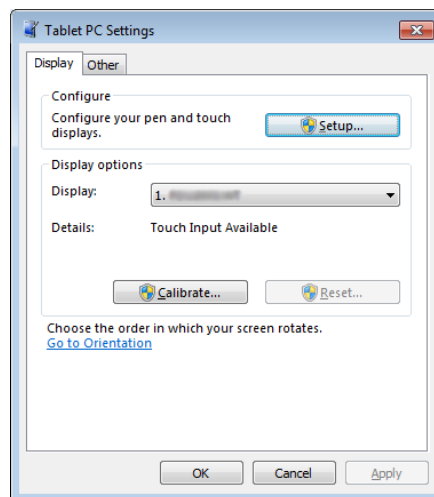 Tablet PC Settings
Display Other
Configure
Configure your pen and touch
displays.
Setup...
Display options
Display: 1.
Details: Touch Input Available
Calibrate... Reset...
Choose the order in which your screen rotates.
Go to Orientation
OK Cancel Apply